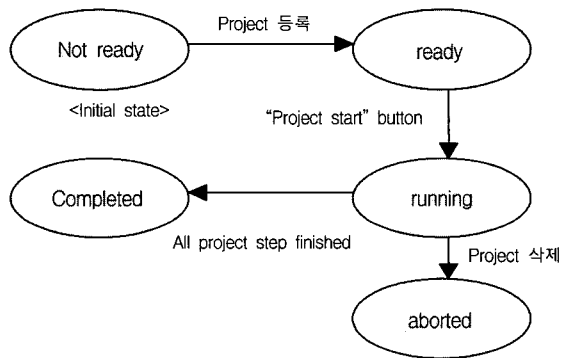 Project 등록
Not ready
ready
<Initial state>
“Project start” button
Completed
running
All project step finished
Project 삭제
aborted